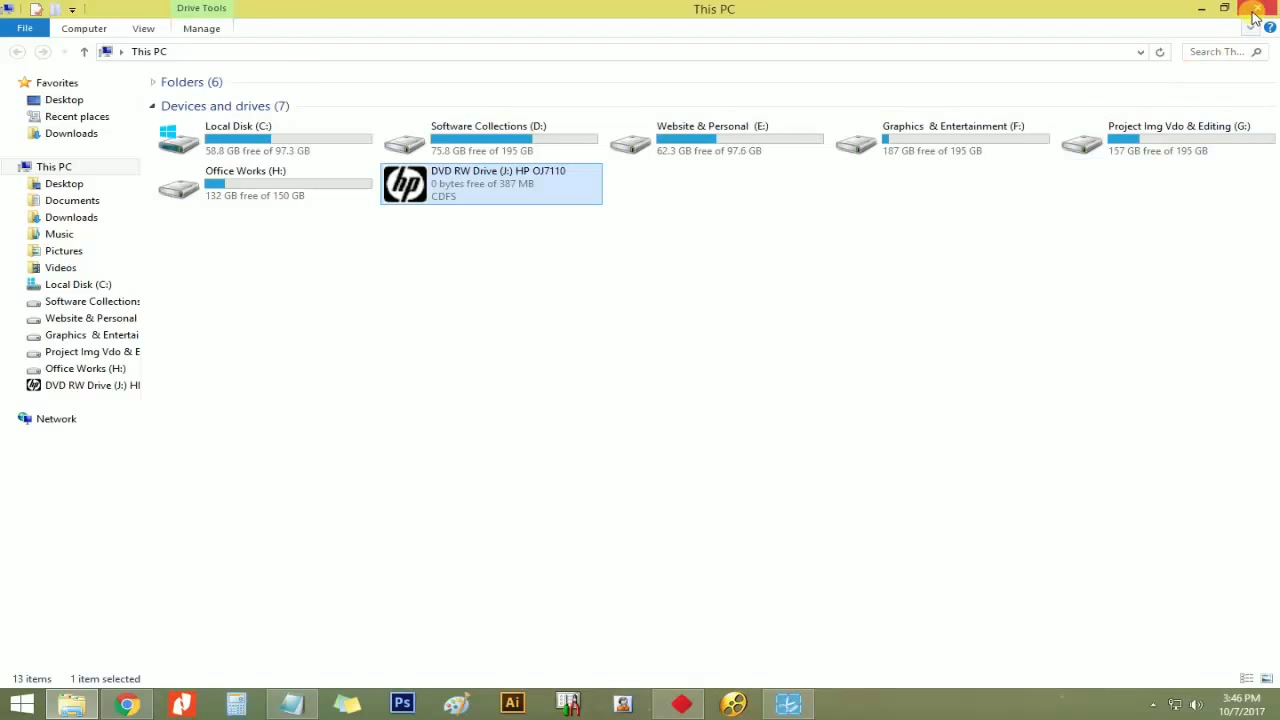 Drive Tools
This PC
File
Computer
View
Manage
This PC
Search Th...
Favorites
Desktop
Recent places
Downloads
This PC
Desktop
Documents
Downloads
Music
Pictures
Videos
Local Disk (C:)
Software Collections
Website & Personal
Graphics & Entertai
Project Img Vdo & E
Office Works (H:)
DVD RW Drive (J:) HI
Network
Folders (6)
Devices and drives (7)
Local Disk (C:)
58.8 GB free of 97.3 GB
Software Collections (D:)
75.8 GB free of 195 GB
Website & Personal (E:)
62.3 GB free of 97.6 GB
Graphics & Entertainment (F:)
187 GB free of 195 GB
Project Img Vdo & Editing (G:)
157 GB free of 195 GB
Office Works (H:)
132 GB free of 150 GB
hp
DVD RW Drive (J:) HP OJ7110
0 bytes free of 387 MB
CDFS
13 items
1 item selected
Ps
Ai
3:46 PM
10/7/2017